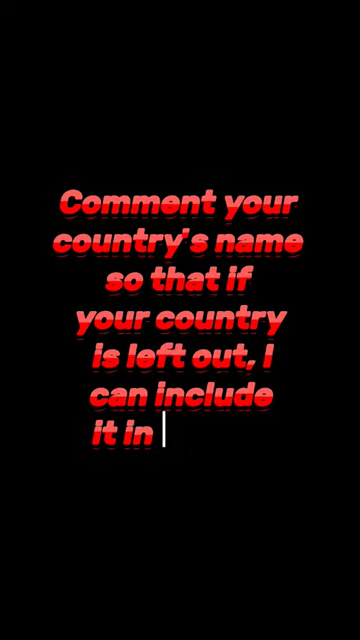 Comment your
country's name
so that if
your country
is left out, I
can include
it in